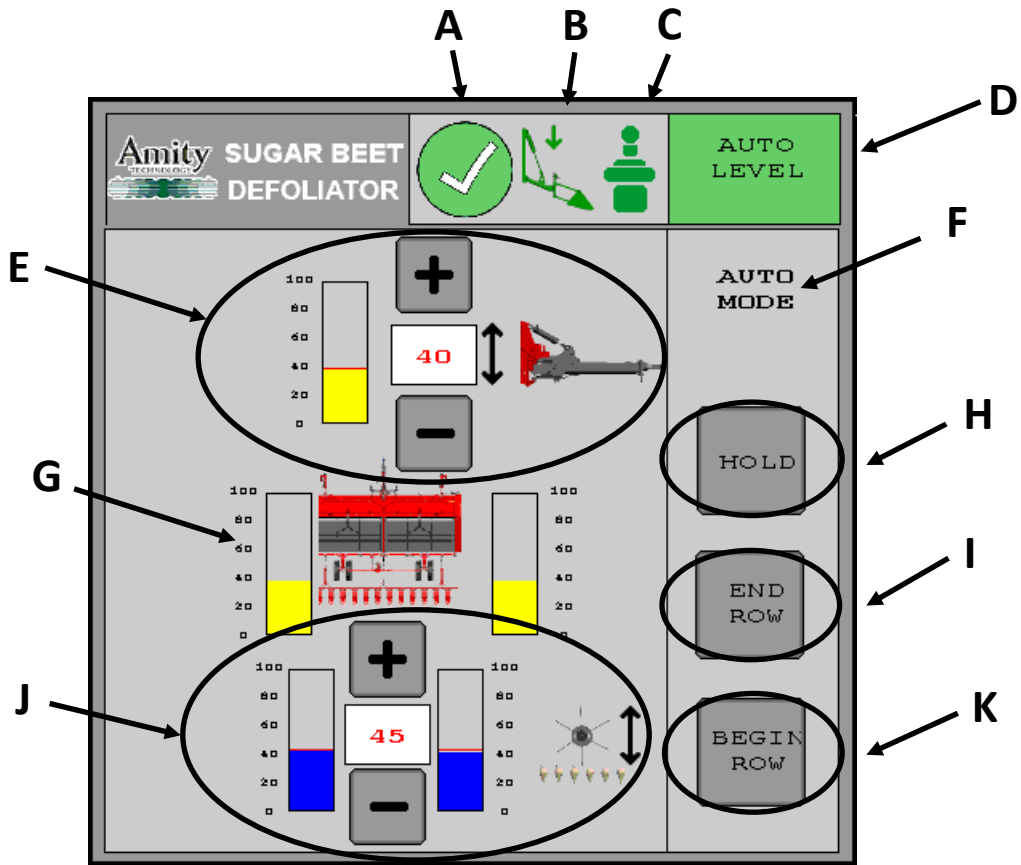 A
B
C
D
Amity
TECHNOLOGY
SUGAR BEET
DEFOLIATOR
AUTO
LEVEL
E
F
AUTO
MODE
100
80
60
40
20
0
40
G
H
HOLD
100
80
60
40
20
0
100
80
60
40
20
0
I
END
ROW
J
100
80
60
40
20
0
45
100
80
60
40
20
0
K
BEGIN
ROW